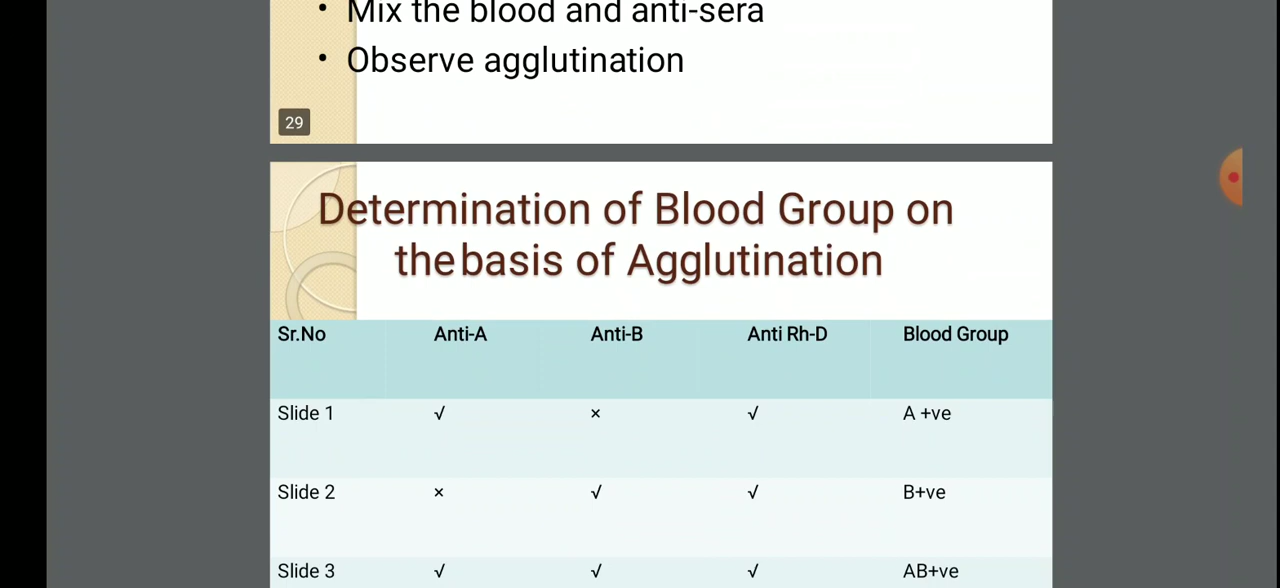 • Mix the blood and anti-sera
• Observe agglutination
29
Determination of Blood Group on
the basis of Agglutination
Sr.No Anti-A Anti-B Anti Rh-D Blood Group
Slide 1 √ × √ A +ve
Slide 2 × √ √ B+ve
Slide 3 √ √ √ AB+ve